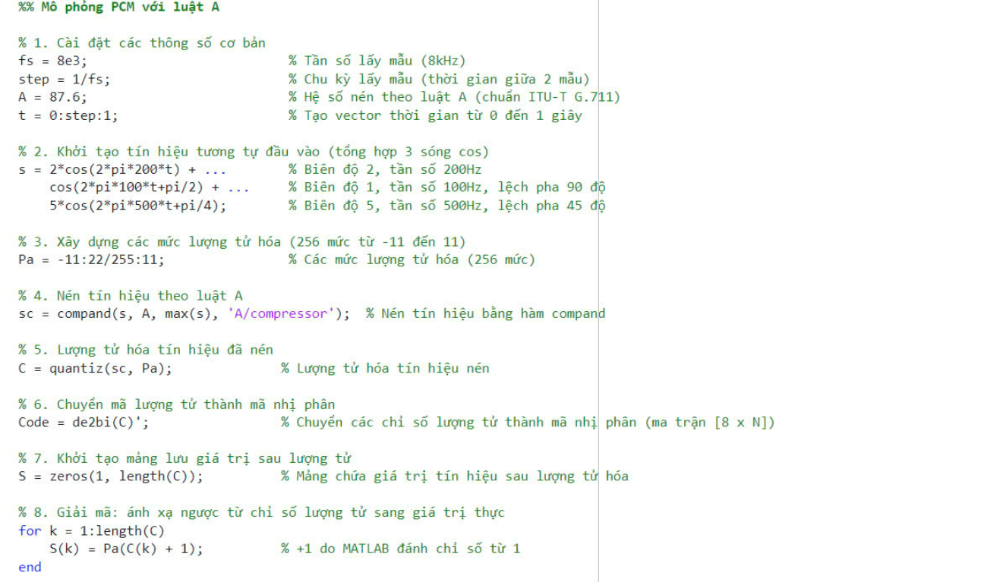 %% Mô phỏng PCM với luật A
% 1. Cài đặt các thông số cơ bản
fs = 8e3; % Tần số lấy mẫu (8kHz)
step = 1/fs; % Chu kỳ lấy mẫu (thời gian giữa 2 mẫu)
A = 87.6; % Hệ số nén theo luật A (chuẩn ITU-T G.711)
t = 0:step:1; % Tạo vector thời gian từ 0 đến 1 giây
% 2. Khởi tạo tín hiệu tương tự đầu vào (tổng hợp 3 sóng cos)
s = 2*cos(2*pi*200*t) + ... % Biên độ 2, tần số 200Hz
cos(2*pi*100*t+pi/2) + ... % Biên độ 1, tần số 100Hz, lệch pha 90 độ
5*cos(2*pi*500*t+pi/4); % Biên độ 5, tần số 500Hz, lệch pha 45 độ
% 3. Xây dựng các mức lượng tử hóa (256 mức từ -11 đến 11)
Pa = -11:22/255:11; % Các mức lượng tử hóa (256 mức)
% 4. Nén tín hiệu theo luật A
sc = compand(s, A, max(s), 'A/compressor'); % Nén tín hiệu bằng hàm compand
% 5. Lượng tử hóa tín hiệu đã nén
C = quantiz(sc, Pa); % Lượng tử hóa tín hiệu nén
% 6. Chuyển mã lượng tử thành mã nhị phân
Code = de2bi(C)'; % Chuyển các chỉ số lượng tử thành mã nhị phân (ma trận [8 x N])
% 7. Khởi tạo mảng lưu giá trị sau lượng tử
S = zeros(1, length(C)); % Mảng chứa giá trị tín hiệu sau lượng tử hóa
% 8. Giải mã: ánh xạ ngược từ chỉ số lượng tử sang giá trị thực
for k = 1:length(C)
S(k) = Pa(C(k) + 1); % +1 do MATLAB đánh chỉ số từ 1
end